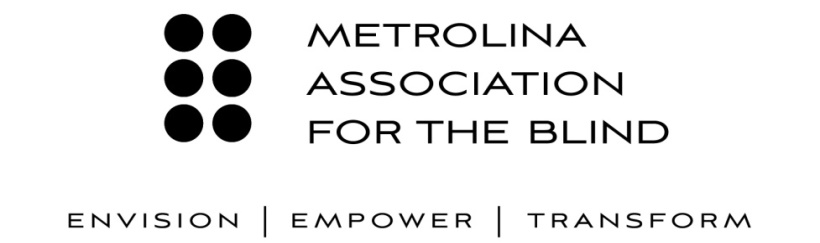 METROLINA
ASSOCIATION
FOR THE BLIND
ENVISION | EMPOWER | TRANSFORM